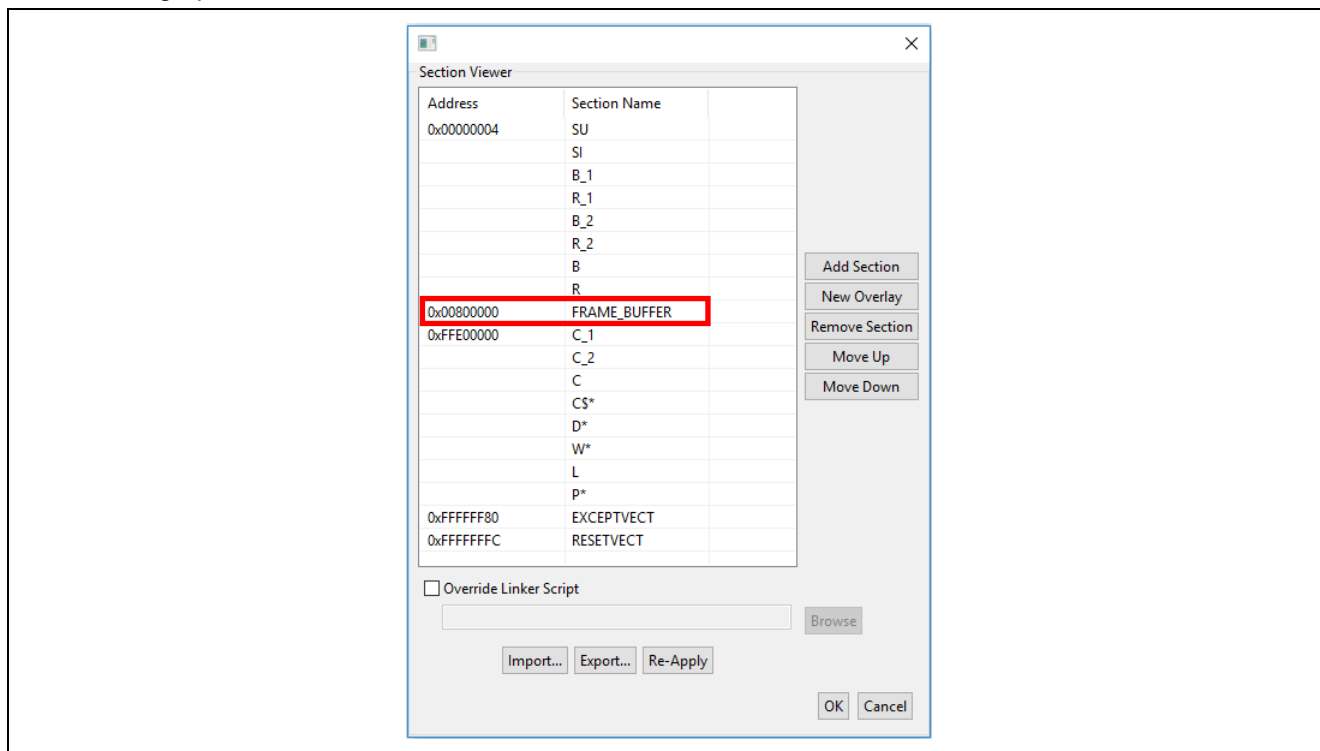 Section Viewer
Address Section Name
0x00000004 SU
SI
B_1
R_1
B_2
R_2
B
R
0x00800000 FRAME_BUFFER
0xFFE00000 C_1
C_2
C
C$*
D*
W*
L
P*
0xFFFFFF80 EXCEPTVECT
0xFFFFFFFC RESETVECT
Add Section
New Overlay
Remove Section
Move Up
Move Down
Override Linker Script
Browse
Import... Export... Re-Apply
OK Cancel